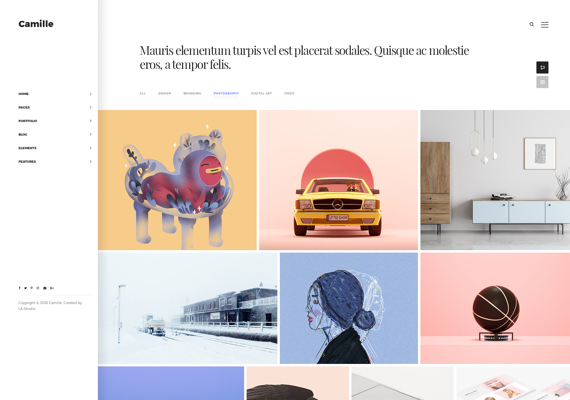 Camille
Mauris elementum turpis vel est placerat sodales. Quisque ac molestie
eros, a tempor felis.
ALL
DESIGN
BRANDING
PHOTOGRAPHY
DIGITAL ART
VIDEO
HOME
PAGES
PORTFOLIO
BLOG
ELEMENTS
FEATURES
Copyright © 2020 Camille. Created by
LA-Studio